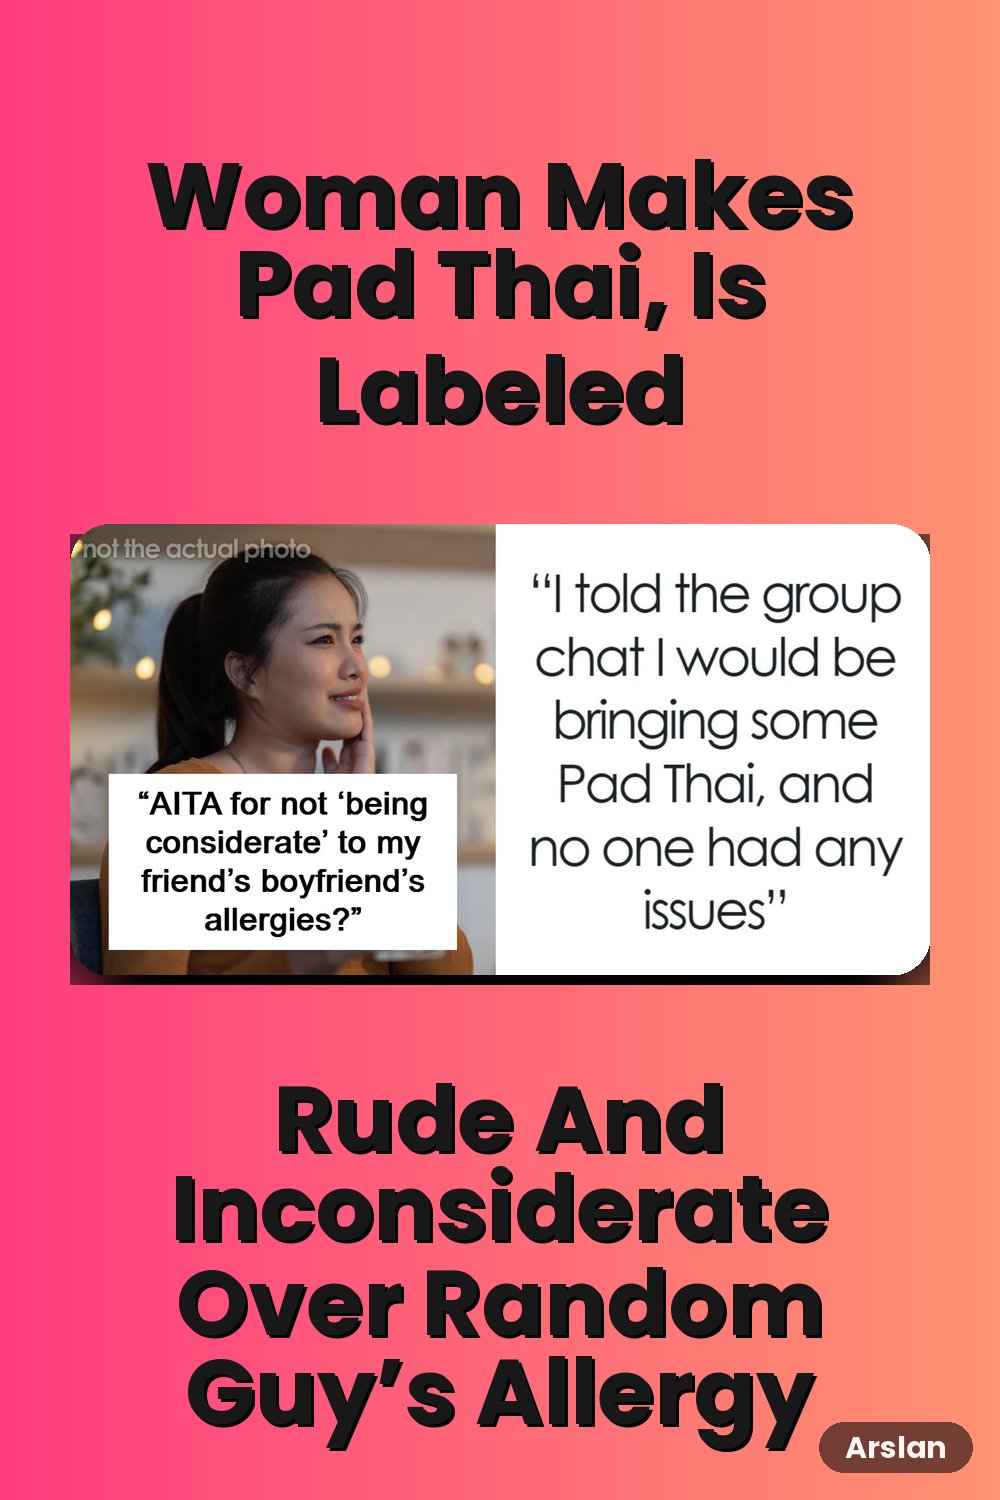 Woman Makes
Pad Thai, Is
Labeled
not the actual photo
“AITA for not ‘being
considerate’ to my
friend’s boyfriend’s
allergies?”
“I told the group
chat I would be
bringing some
Pad Thai, and
no one had any
issues”
Rude And
Inconsiderate
Over Random
Guy’s Allergy
Arslan